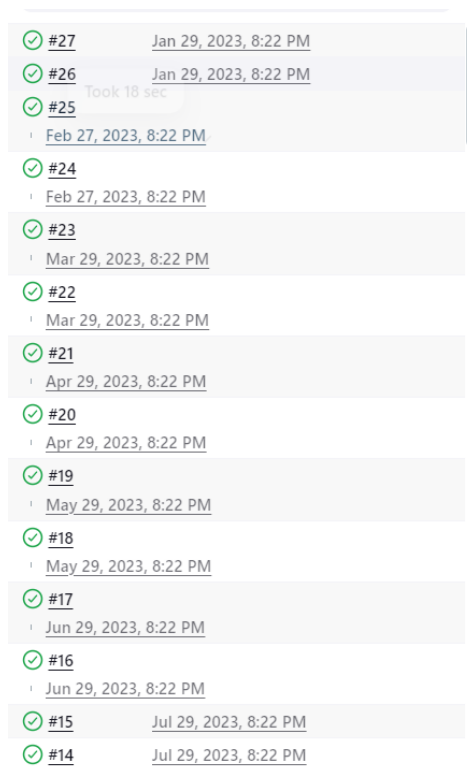 #27 Jan 29, 2023, 8:22 PM
#26 Jan 29, 2023, 8:22 PM
Took 18 sec
#25
Feb 27, 2023, 8:22 PM
#24
Feb 27, 2023, 8:22 PM
#23
Mar 29, 2023, 8:22 PM
#22
Mar 29, 2023, 8:22 PM
#21
Apr 29, 2023, 8:22 PM
#20
Apr 29, 2023, 8:22 PM
#19
May 29, 2023, 8:22 PM
#18
May 29, 2023, 8:22 PM
#17
Jun 29, 2023, 8:22 PM
#16
Jun 29, 2023, 8:22 PM
#15 Jul 29, 2023, 8:22 PM
#14 Jul 29, 2023, 8:22 PM